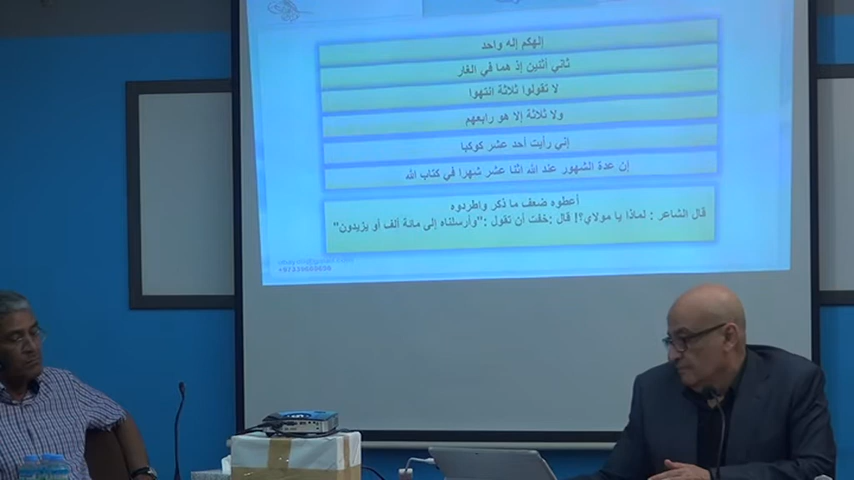 إلهكم إله واحد
ثاني أثنين إذ هما في الغار
لا تقولوا ثلاثة انتهوا
ولا ثلاثة إلا هو رابعهم
إني رأيت أحد عشر كوكبا
إن عدة الشهور عند الله اثنا عشر شهرا في كتاب الله
أعطوه ضعف ما ذكر واطردوه
قال الشاعر : لماذا يا مولاي؟! قال :خفت أن تقول :"وأرسلناه إلى مائة ألف أو يزيدون"